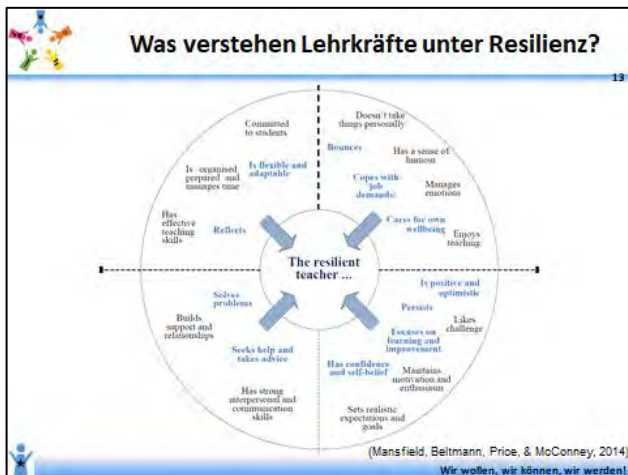 Was verstehen Lehrkräfte unter Resilienz?
13
Committed
to students
Is organised
prepared and
manages time
Is flexible and
adaptable
Has
effective
teaching
skills
Reflects
Doesn't take
things personally
Bounces
Has a sense of
humour
Copes with
job
demands
Manages
emotions
Cares for own
wellbeing
Enjoys
teaching
The resilient
teacher ...
Solves
problems
Builds
support and
relationships
Seeks help and
takes advice
Has strong
interpersonal and
communication
skills
Is positive and
optimistic
Persists
Likes
challenge
Focuses on
learning and
improvement
Has confidence
and self-belief
Maintains
motivation and
enthusiasm
Sets realistic
expectations and
goals
(Mansfield, Beltmann, Price, & McConney, 2014)
Wir wollen, wir können, wir werden!